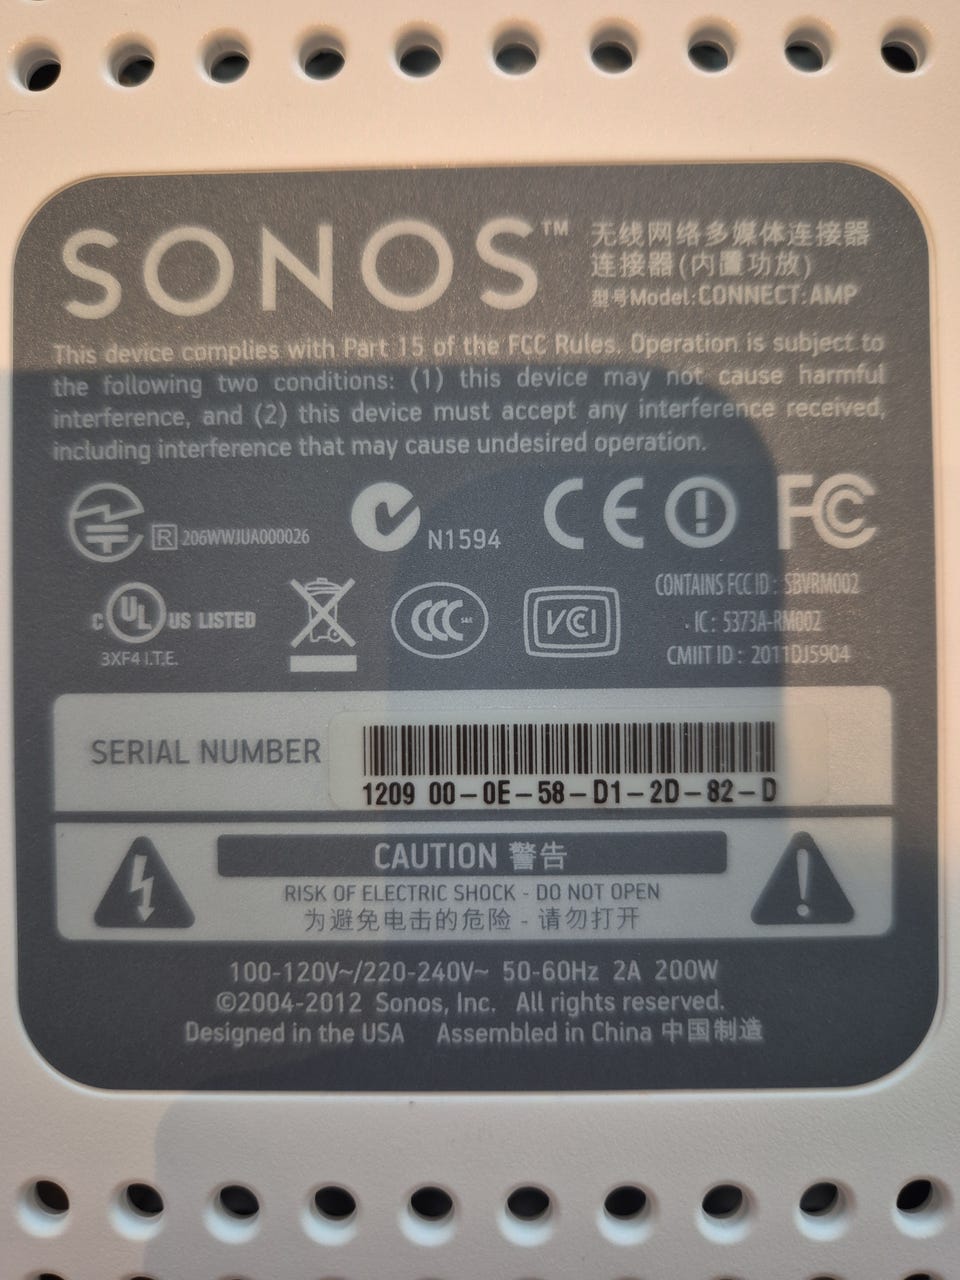 SONOS™
无线网络多媒体连接器
连接器(内置功放)
型号Model:CONNECT:AMP
This device complies with Part 15 of the FCC Rules. Operation is subject to
the following two conditions: (1) this device may not cause harmful
interference, and (2) this device must accept any interference received,
including interference that may cause undesired operation.
R 206WWJUA000026
N1594
CE
FC
C UL US LISTED
3XF4 I.T.E.
CCC S&E
VCCI
CONTAINS FCC ID : SBVRM002
IC : 5373A-RM002
CMIIT ID : 2011DJ5904
SERIAL NUMBER
1209 00-0E-58-D1-2D-82-D
CAUTION 警告
RISK OF ELECTRIC SHOCK - DO NOT OPEN
为避免电击的危险 - 请勿打开
100-120V~/220-240V~ 50-60Hz 2A 200W
©2004-2012 Sonos, Inc. All rights reserved.
Designed in the USA Assembled in China 中国制造